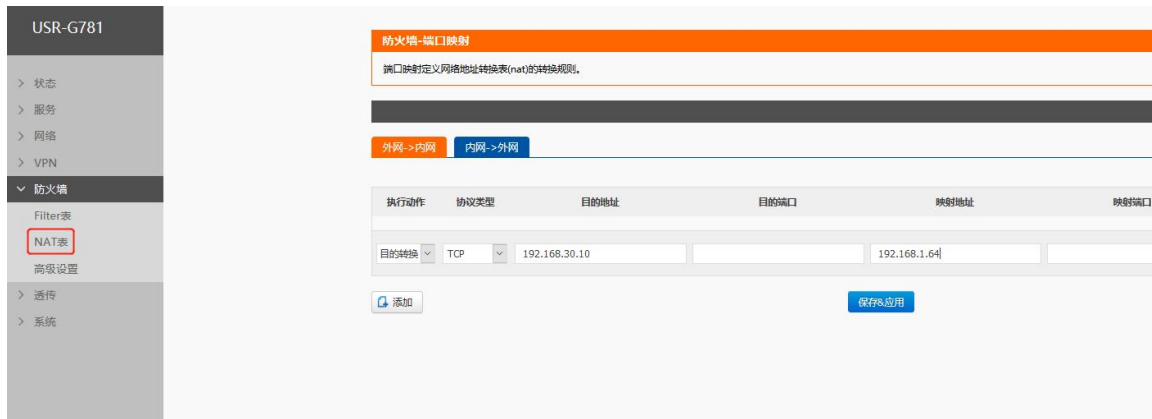 USR-G781
状态
服务
网络
VPN
防火墙
Filter表
NAT表
高级设置
透传
系统
防火墙-端口映射
端口映射定义网络地址转换表(nat)的转换规则。
外网->内网 内网->外网
执行动作 协议类型 目的地址 目的端口 映射地址 映射端口
目的转换 TCP 192.168.30.10 192.168.1.64
添加 保存&应用